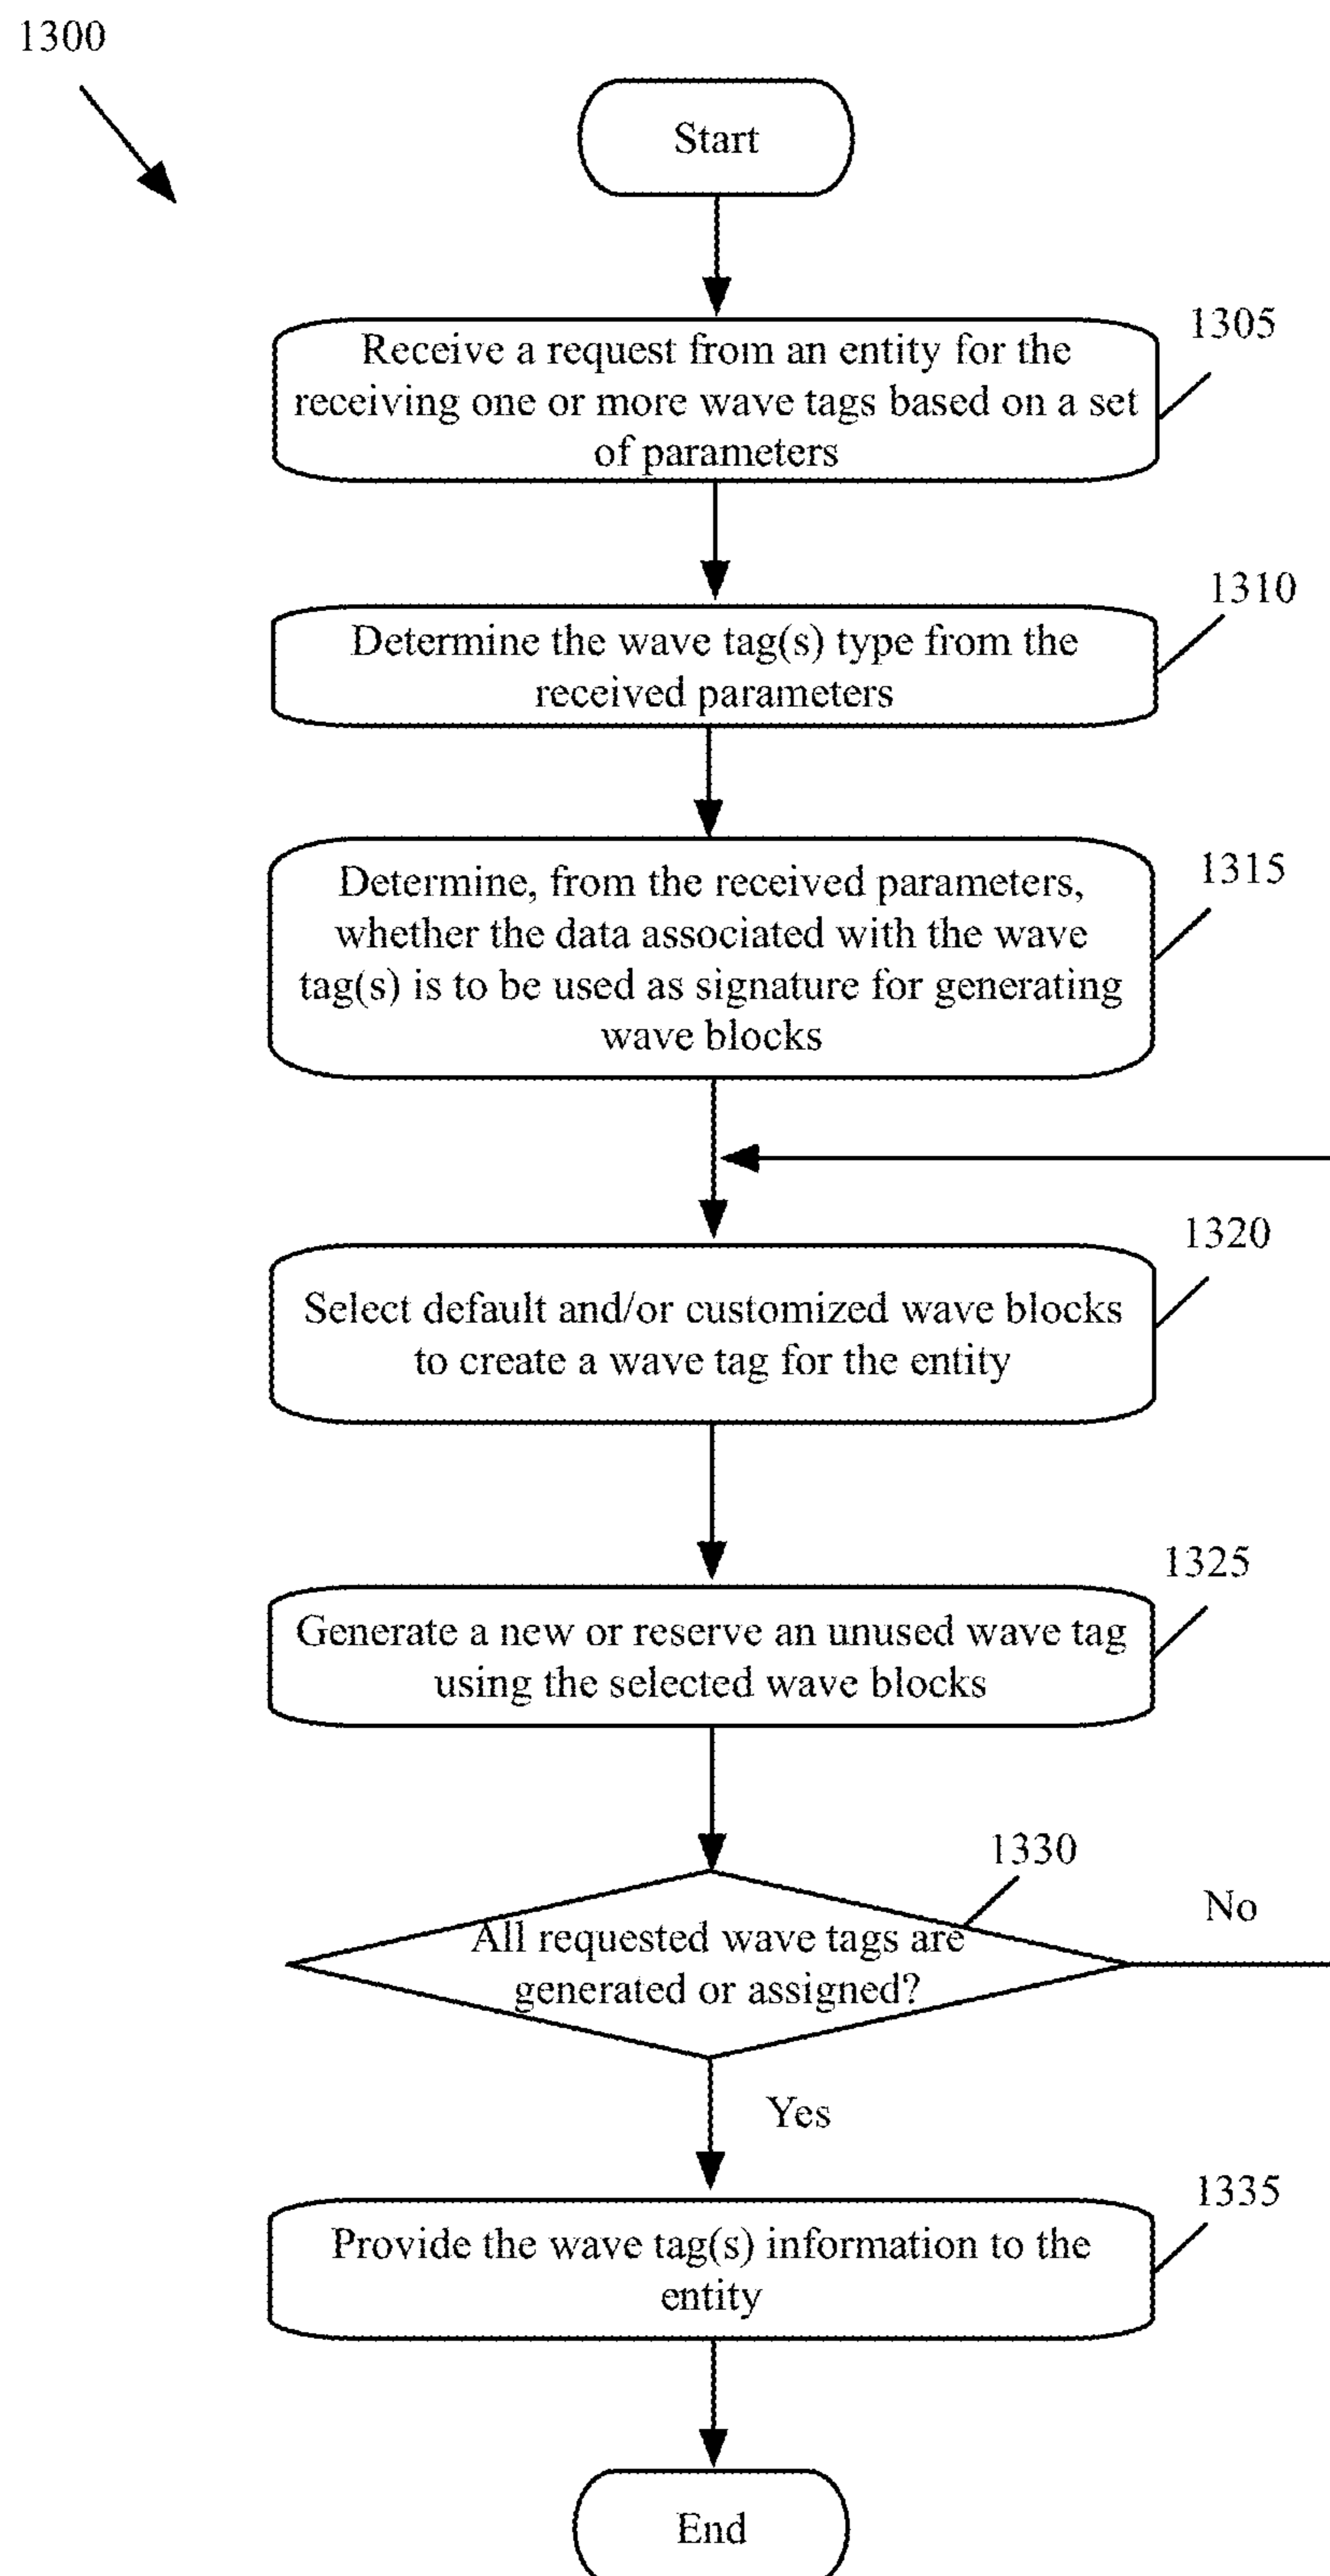 1300
Start
1305
Receive a request from an entity for the
receiving one or more wave tags based on a set
of parameters
1310
Determine the wave tag(s) type from the
received parameters
1315
Determine, from the received parameters,
whether the data associated with the wave
tag(s) is to be used as signature for generating
wave blocks
1320
Select default and/or customized wave blocks
to create a wave tag for the entity
1325
Generate a new or reserve an unused wave tag
using the selected wave blocks
1330
All requested wave tags are
generated or assigned?
No
Yes
1335
Provide the wave tag(s) information to the
entity
End